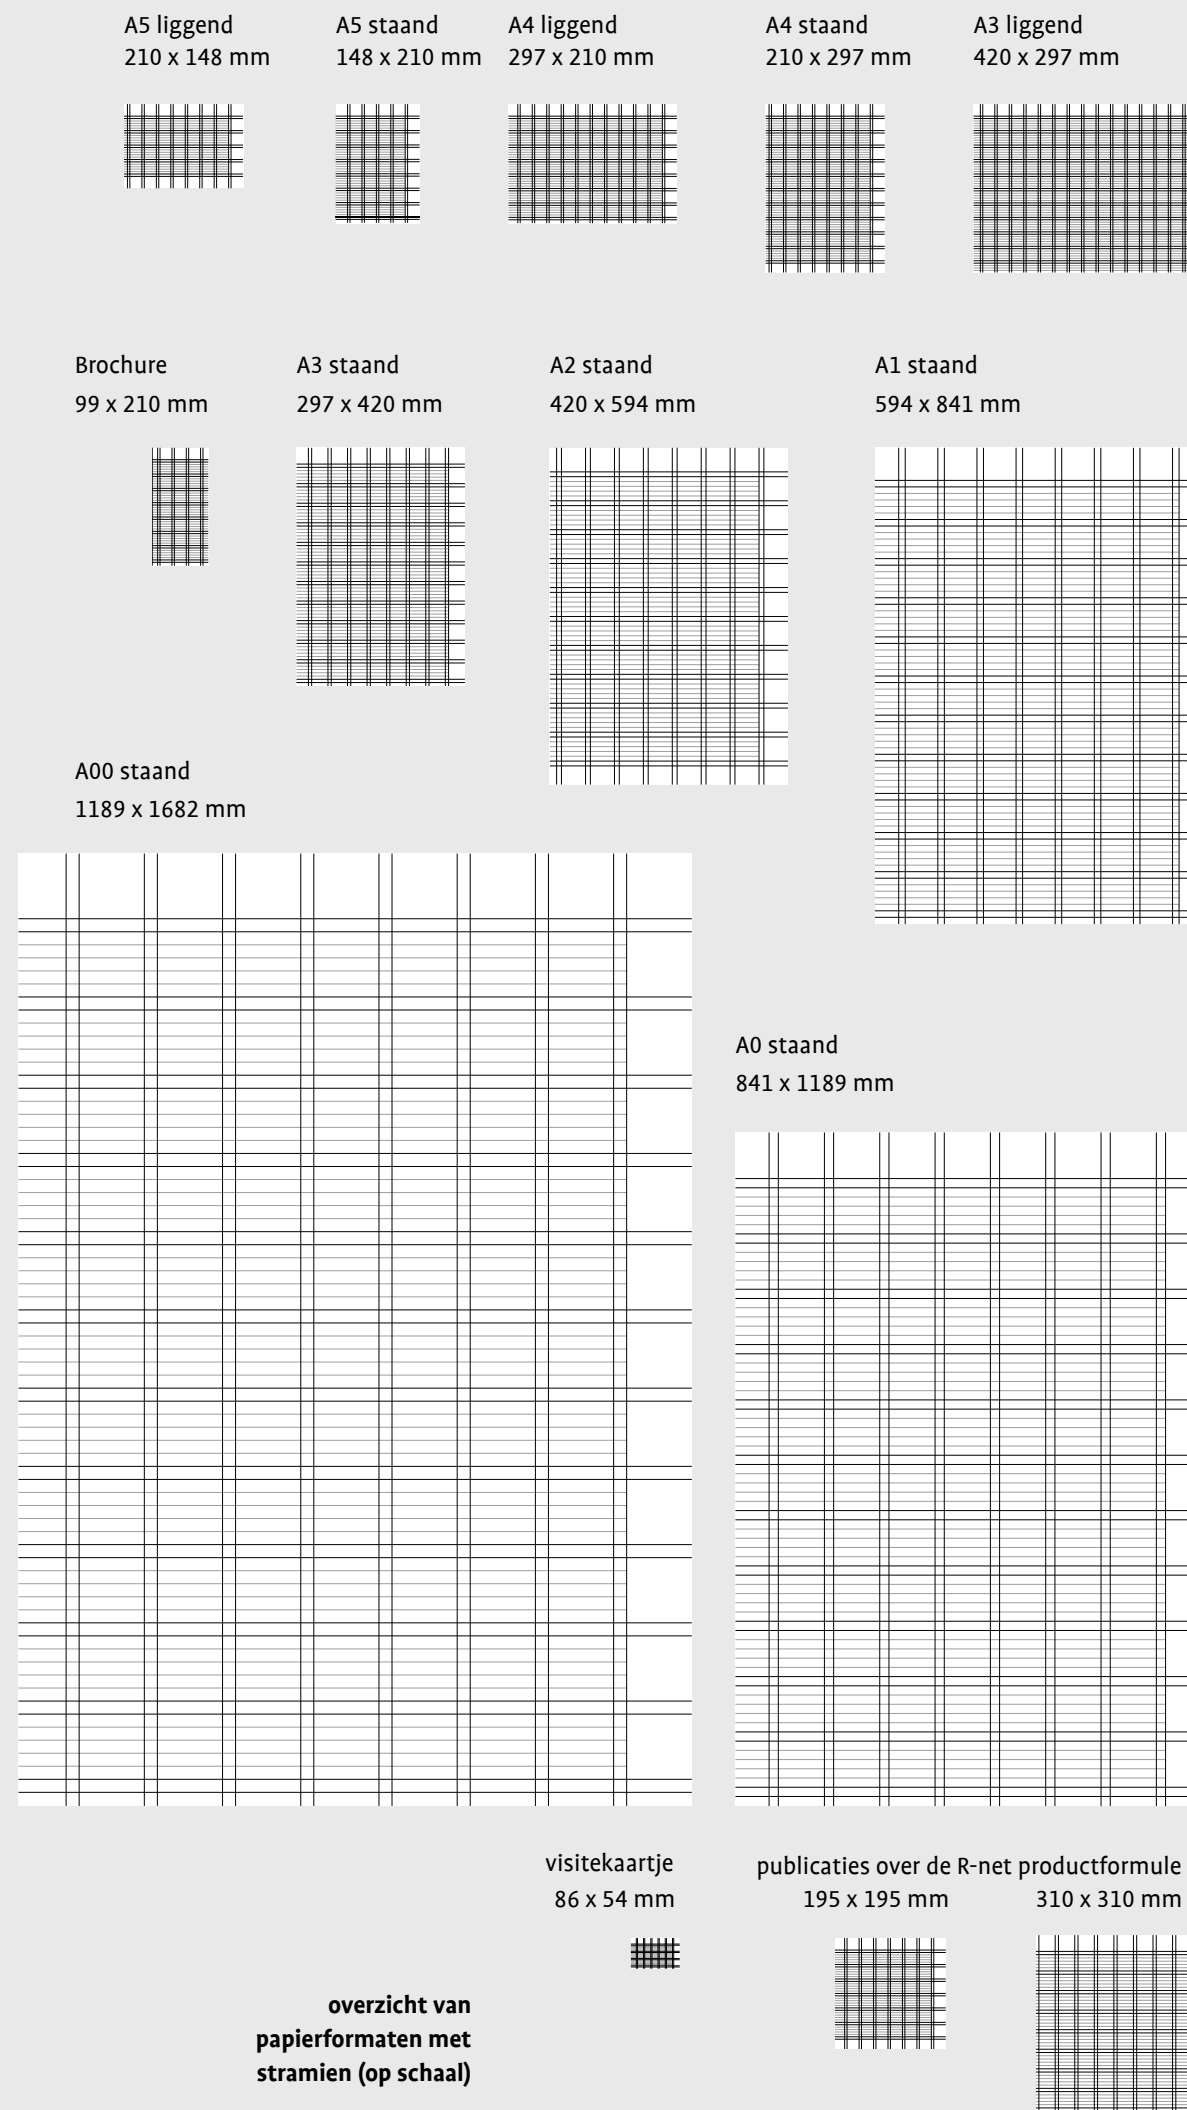 A5 liggend
210 x 148 mm
A5 staand
148 x 210 mm
A4 liggend
297 x 210 mm
A4 staand
210 x 297 mm
A3 liggend
420 x 297 mm
Brochure
99 x 210 mm
A3 staand
297 x 420 mm
A2 staand
420 x 594 mm
A1 staand
594 x 841 mm
A00 staand
1189 x 1682 mm
A0 staand
841 x 1189 mm
visitekaartje
86 x 54 mm
publicaties over de R-net productformule
195 x 195 mm
310 x 310 mm
overzicht van
papierformaten met
stramien (op schaal)